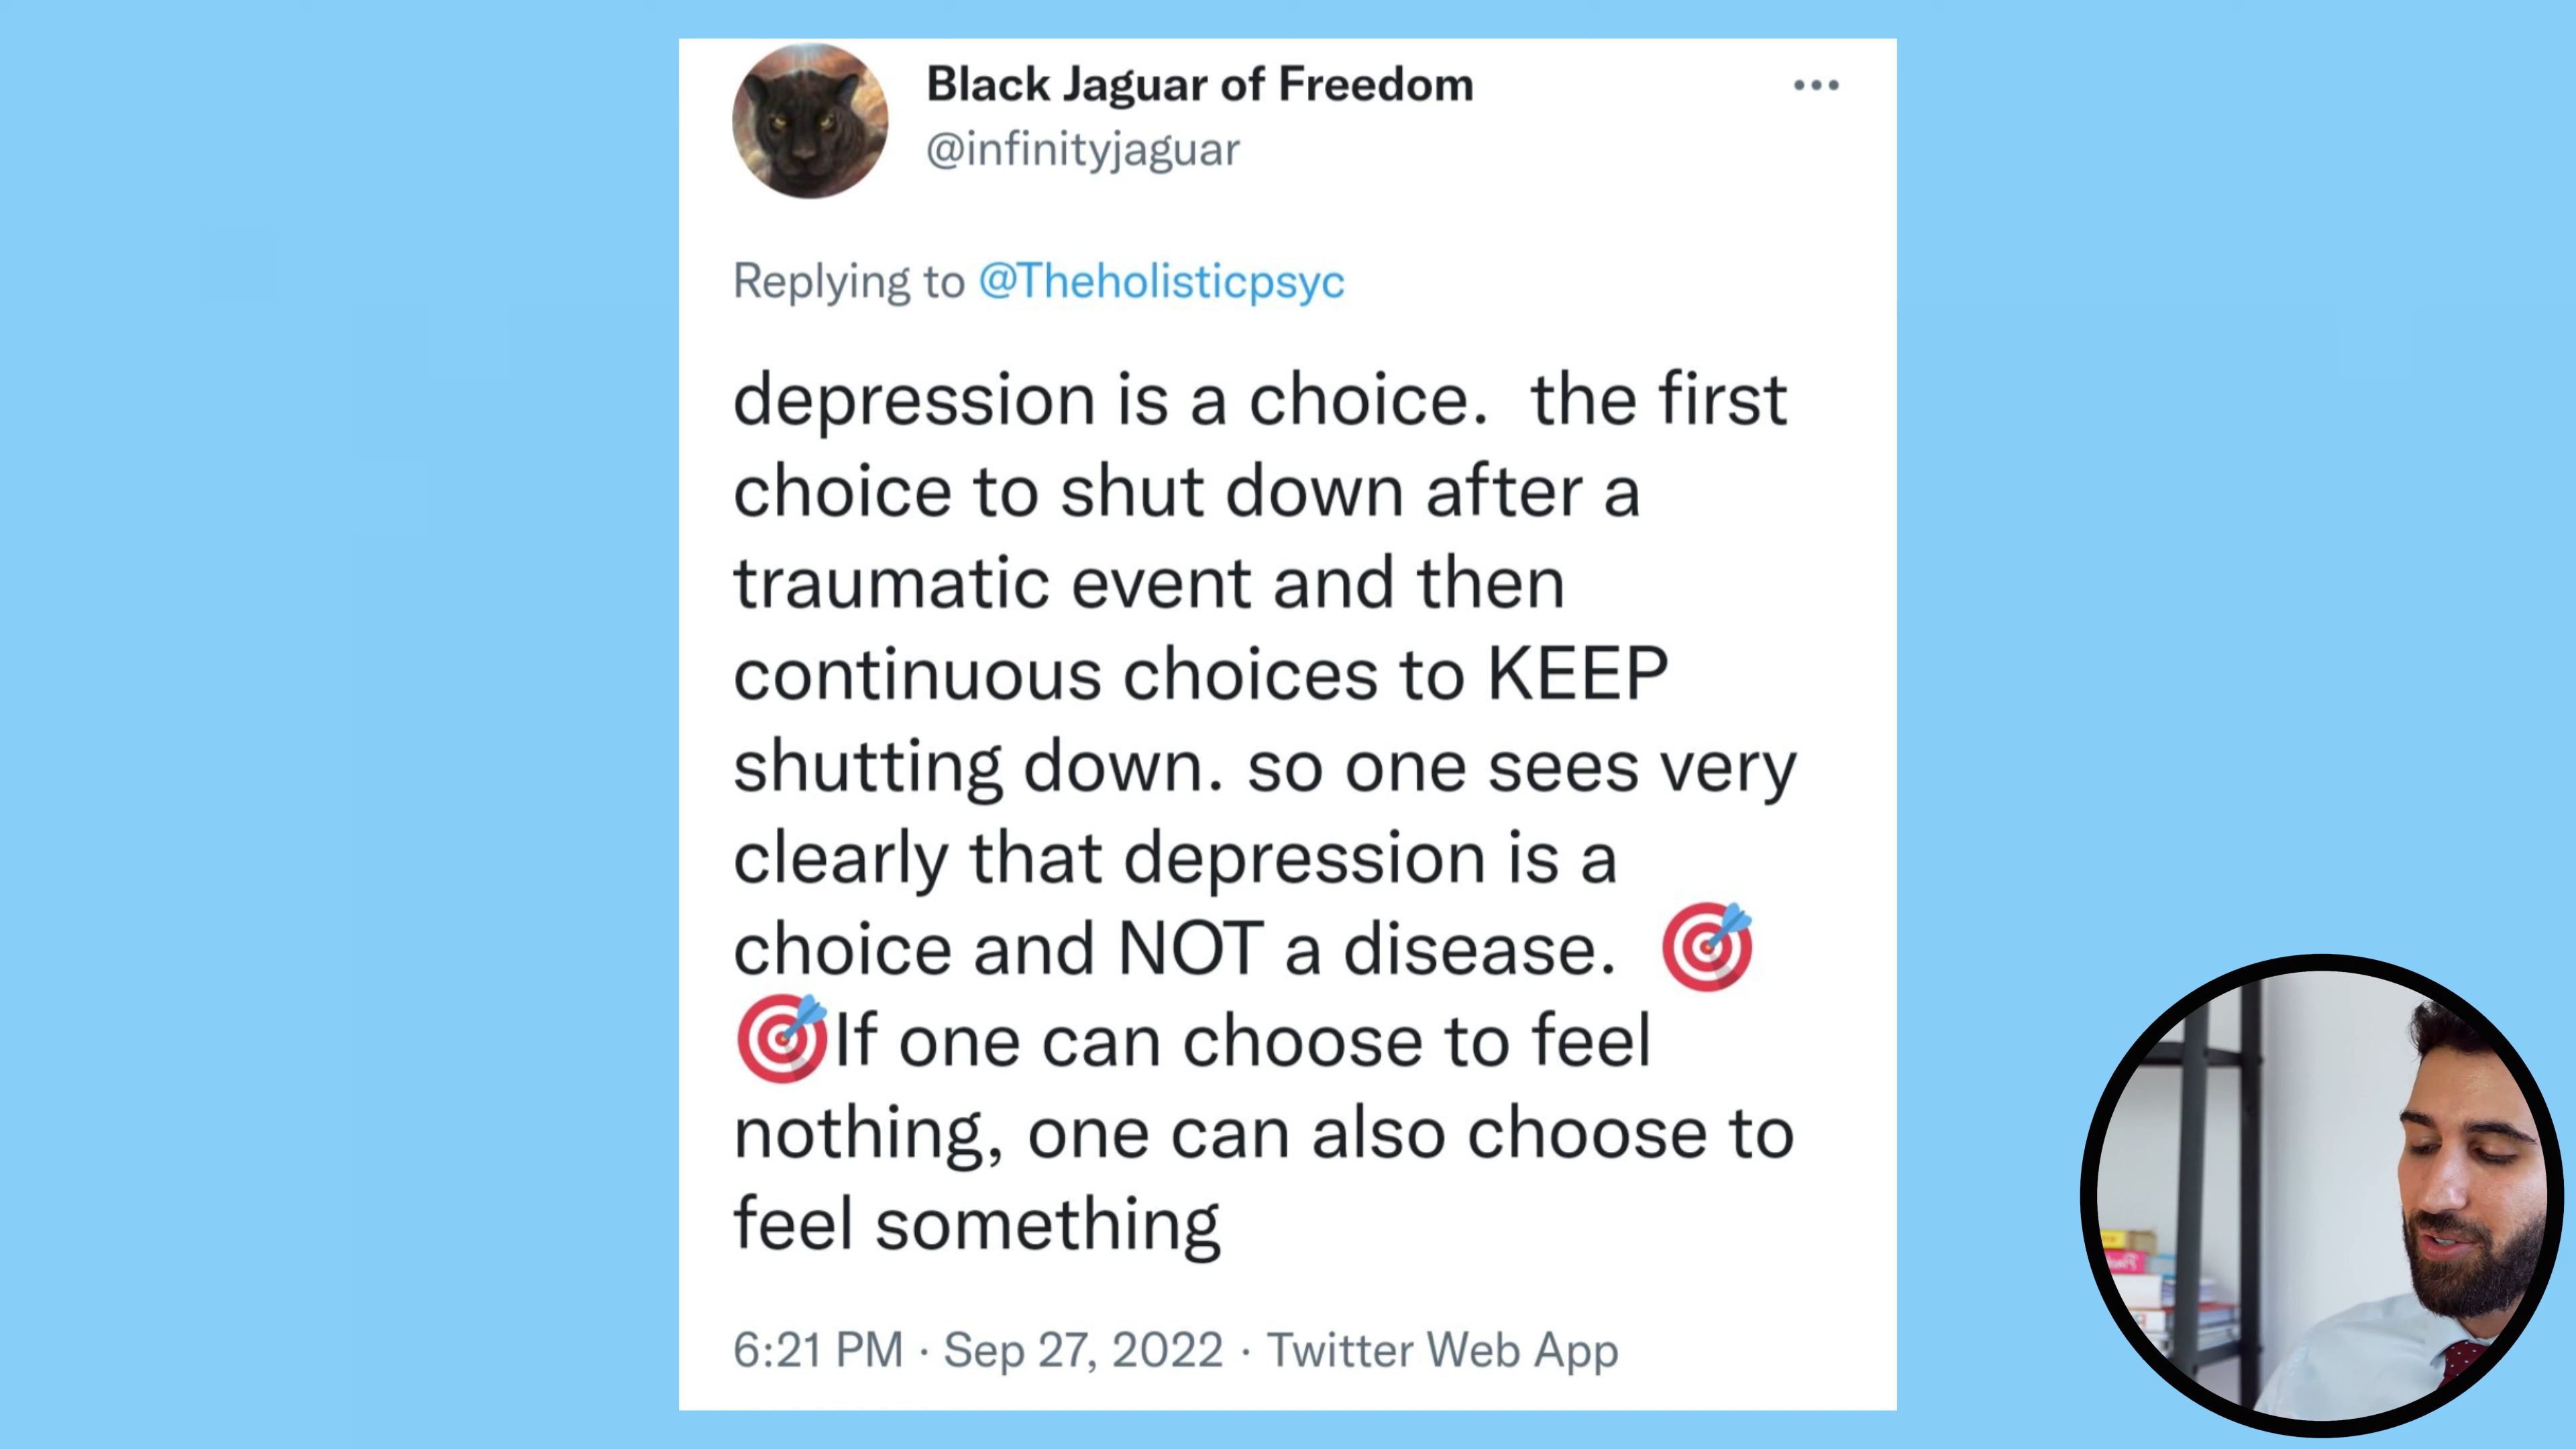 Black Jaguar of Freedom
@infinityjaguar
Replying to @Theholisticpsyc
depression is a choice.  the first
choice to shut down after a
traumatic event and then
continuous choices to KEEP
shutting down. so one sees very
clearly that depression is a
choice and NOT a disease.  🎯
🎯If one can choose to feel
nothing, one can also choose to
feel something
6:21 PM · Sep 27, 2022 · Twitter Web App